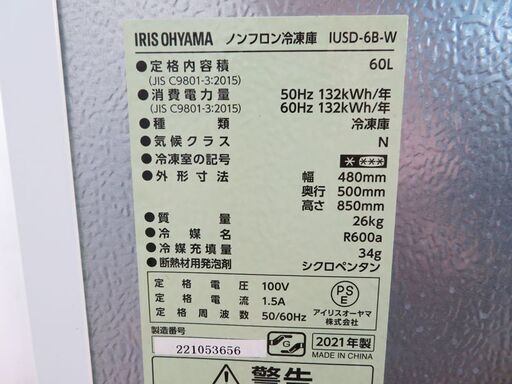 IRIS OHYAMA ノンフロン冷凍庫 IUSD-6B-W
●定格内容積 60L
(JIS C9801-3:2015)
●消費電力量 50Hz 132kWh/年
(JIS C9801-3:2015) 60Hz 132kWh/年
●種類 冷凍庫
●気候クラス N
●冷凍室の記号
●外形寸法 幅 480mm
奥行 500mm
高さ 850mm
●質量 26kg
●冷媒名 R600a
●冷媒充填量 34g
●断熱材用発泡剤 シクロペンタン
定格電圧 100V
定格電流 1.5A
定格周波数 50/60Hz
PS
E
アイリスオーヤマ
株式会社
製造番号
221053656
G
2021年製
MADE IN CHINA
警告